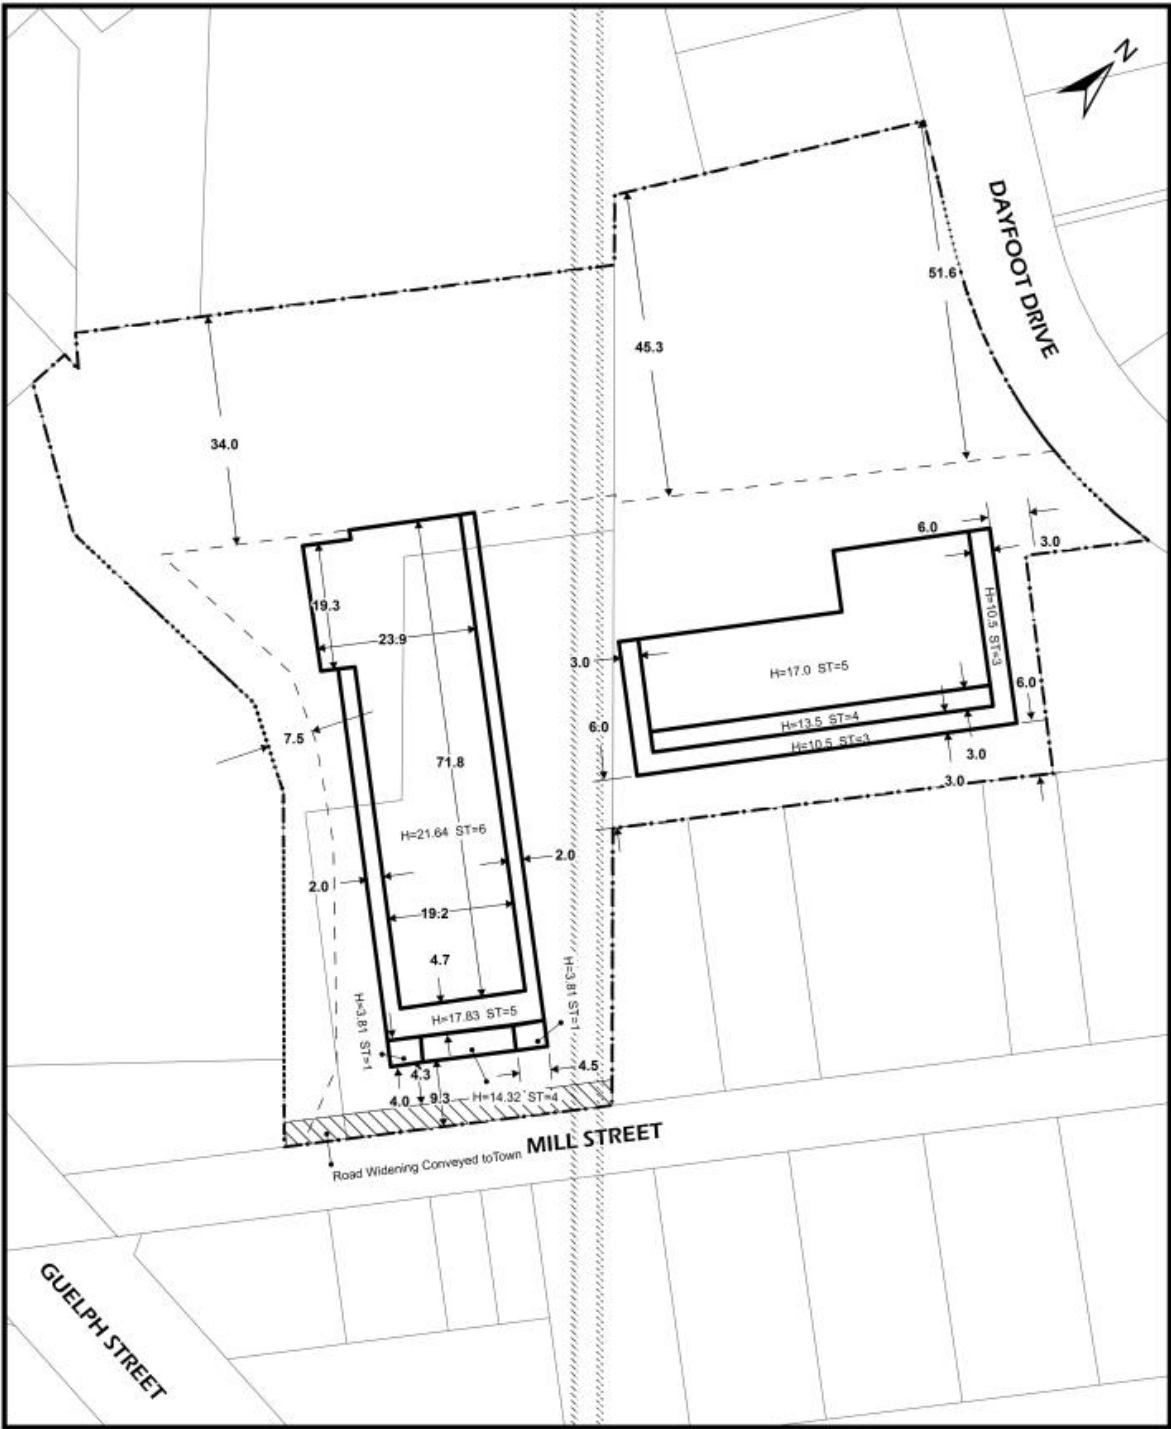 N
DAYFOOT DRIVE
51.6
45.3
34.0
6.0
3.0
19.3
23.9
3.0
H=10.5 ST=3
H=17.0 ST=5
6.0
7.5
6.0
H=13.5 ST=4
H=10.5 ST=3
3.0
3.0
71.8
H=21.64 ST=6
2.0
2.0
19.2
4.7
H=3.81 ST=1
H=17.83 ST=5
H=3.81 ST=1
4.3
4.5
4.0
9.3
H=14.32 ST=4
MILL STREET
Road Widening Conveyed toTown
GUELPH STREET